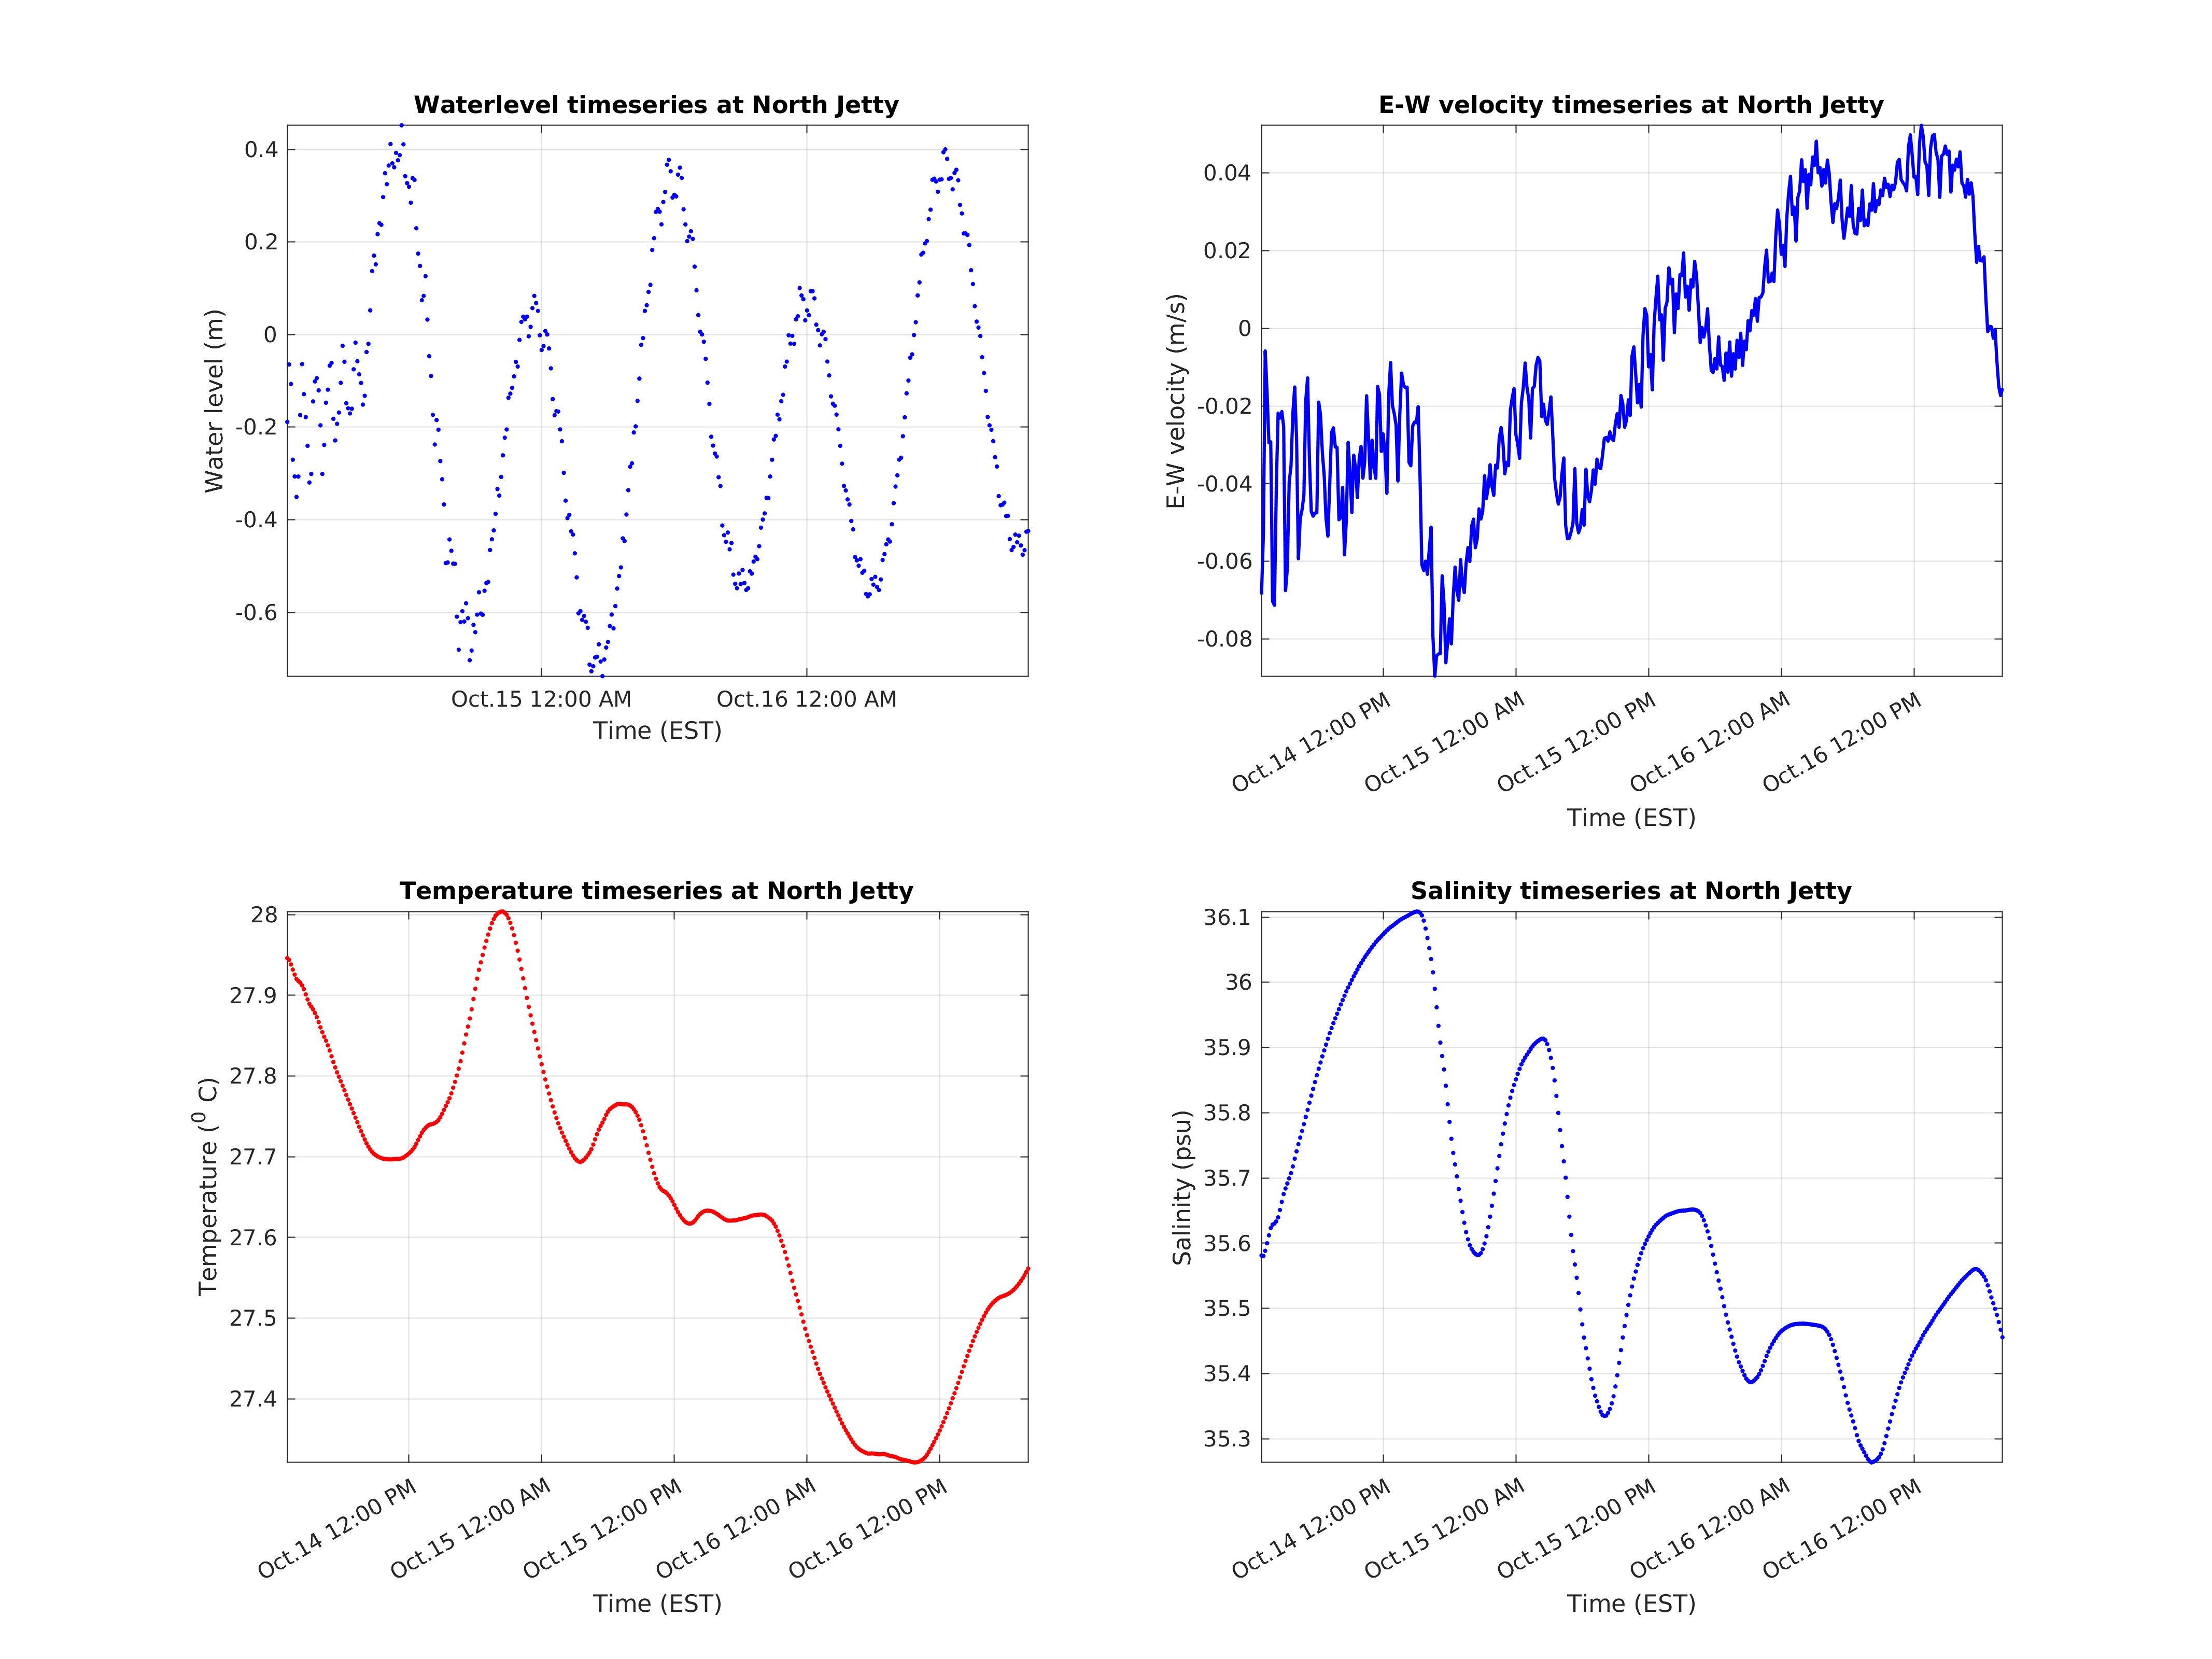 Waterlevel timeseries at North Jetty
0.4
0.2
0
-0.2
-0.4
-0.6
Water level (m)
Oct.15 12:00 AM
Oct.16 12:00 AM
Time (EST)
E-W velocity timeseries at North Jetty
0.04
0.02
0
-0.02
-0.04
-0.06
-0.08
E-W velocity (m/s)
Oct.14 12:00 PM
Oct.15 12:00 AM
Oct.15 12:00 PM
Oct.16 12:00 AM
Oct.16 12:00 PM
Time (EST)
Temperature timeseries at North Jetty
28
27.9
27.8
27.7
27.6
27.5
27.4
Temperature (⁰ C)
Oct.14 12:00 PM
Oct.15 12:00 AM
Oct.15 12:00 PM
Oct.16 12:00 AM
Oct.16 12:00 PM
Time (EST)
Salinity timeseries at North Jetty
36.1
36
35.9
35.8
35.7
35.6
35.5
35.4
35.3
Salinity (psu)
Oct.14 12:00 PM
Oct.15 12:00 AM
Oct.15 12:00 PM
Oct.16 12:00 AM
Oct.16 12:00 PM
Time (EST)